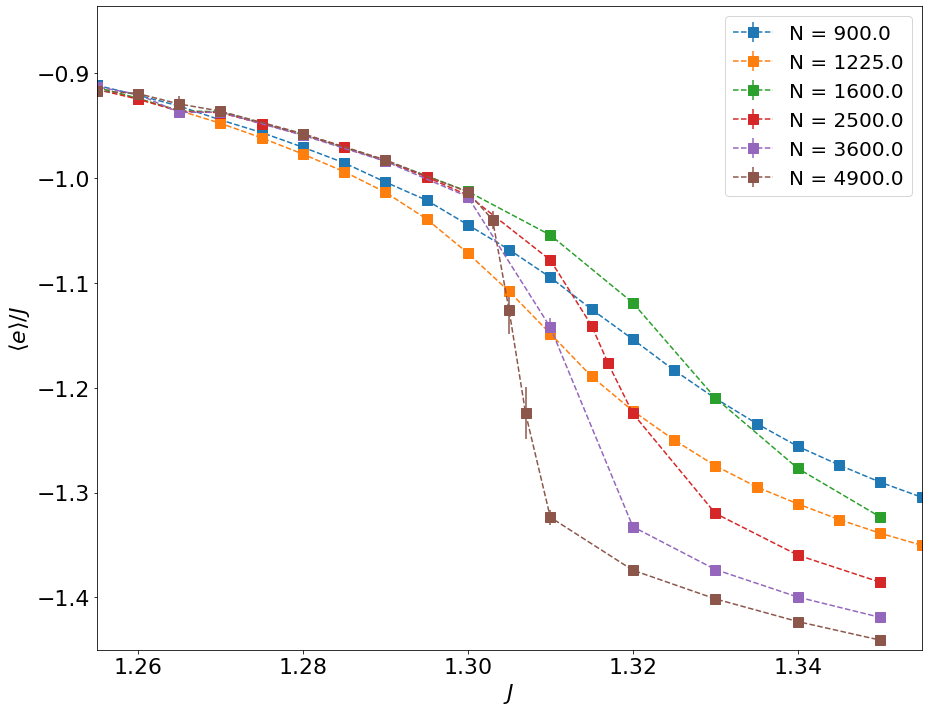 N = 900.0
N = 1225.0
N = 1600.0
N = 2500.0
N = 3600.0
N = 4900.0
−0.9
−1.0
−1.1
−1.2
−1.3
−1.4
⟨e⟩/J
1.26 1.28 1.30 1.32 1.34
J